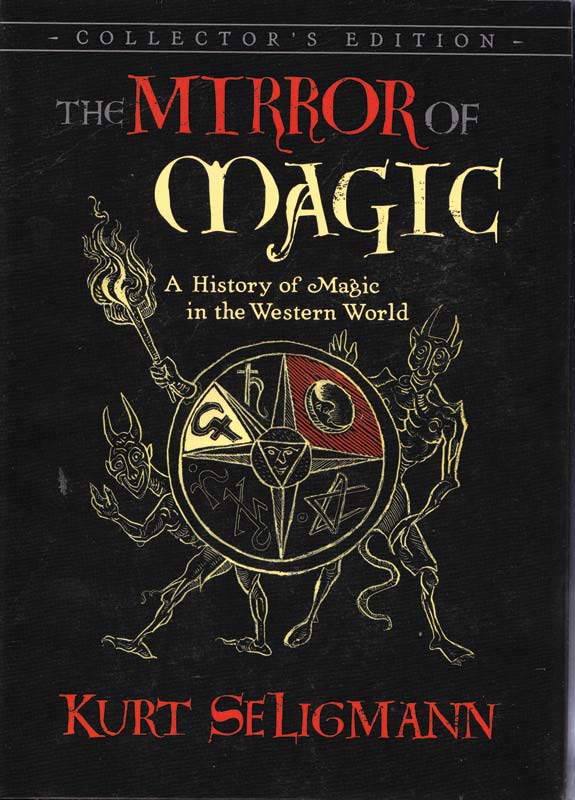 - COLLECTOR'S EDITION -
THE MIRROR OF
MAGIC
A History of Magic
in the Western World
KURT SELIGMANN